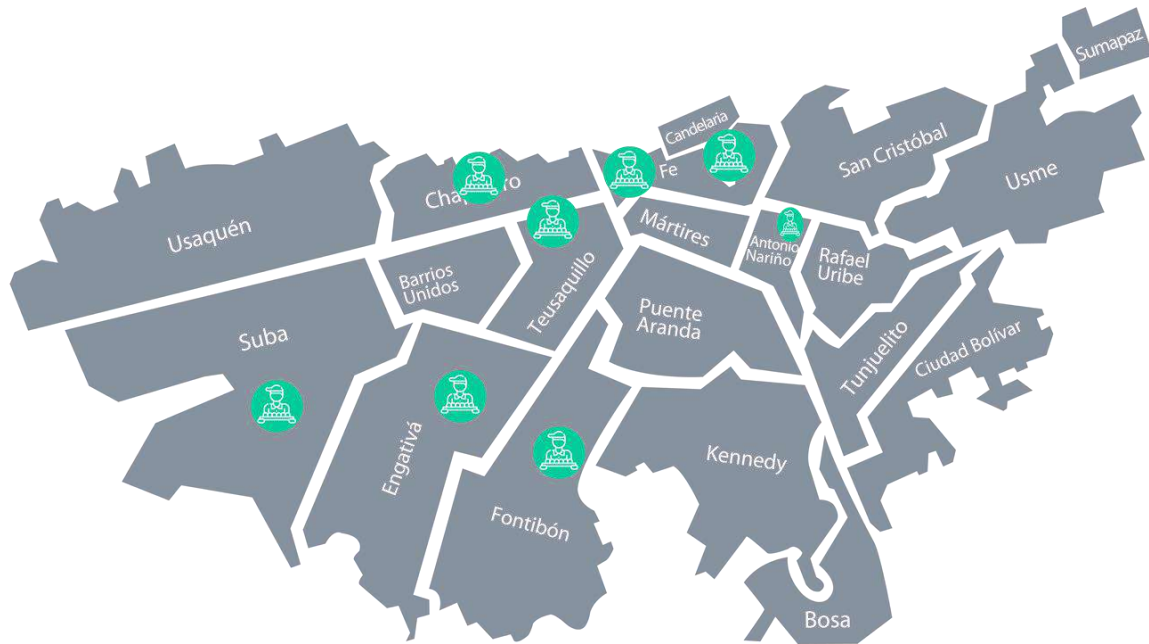 Sumapaz
Candelaria
San Cristóbal
Usme
Fe
Usaquén
Mártires
Antonio
Nariño
Rafael
Uribe
Barrios
Unidos
Teusaquillo
Puente
Aranda
Suba
Tunjuelito
Ciudad Bolívar
Engativá
Kennedy
Fontibón
Bosa